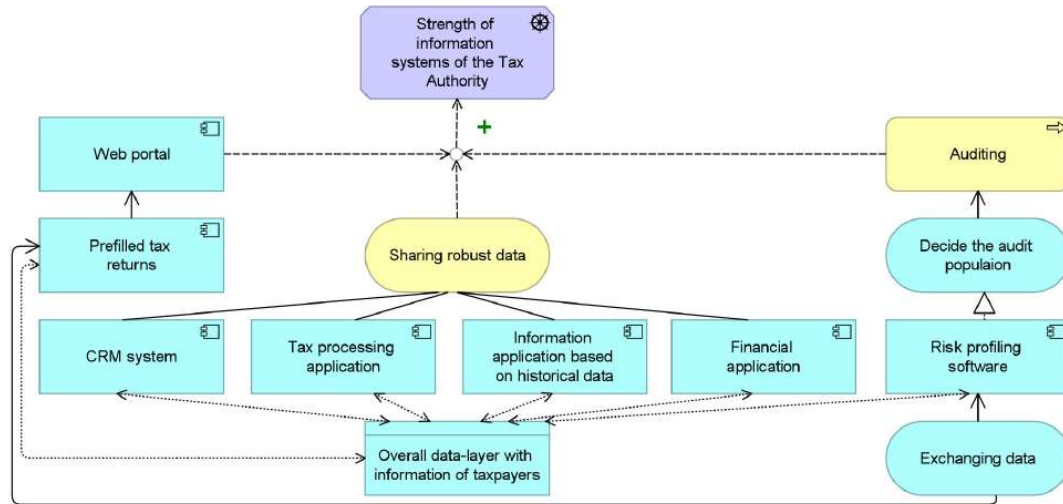 Strength of
information
systems of the Tax
Authority
+
Web portal
Auditing
Prefilled tax
returns
Sharing robust data
Decide the audit
populaion
CRM system
Tax processing
application
Information
application based
on historical data
Financial
application
Risk profiling
software
Overall data-layer with
information of taxpayers
Exchanging data